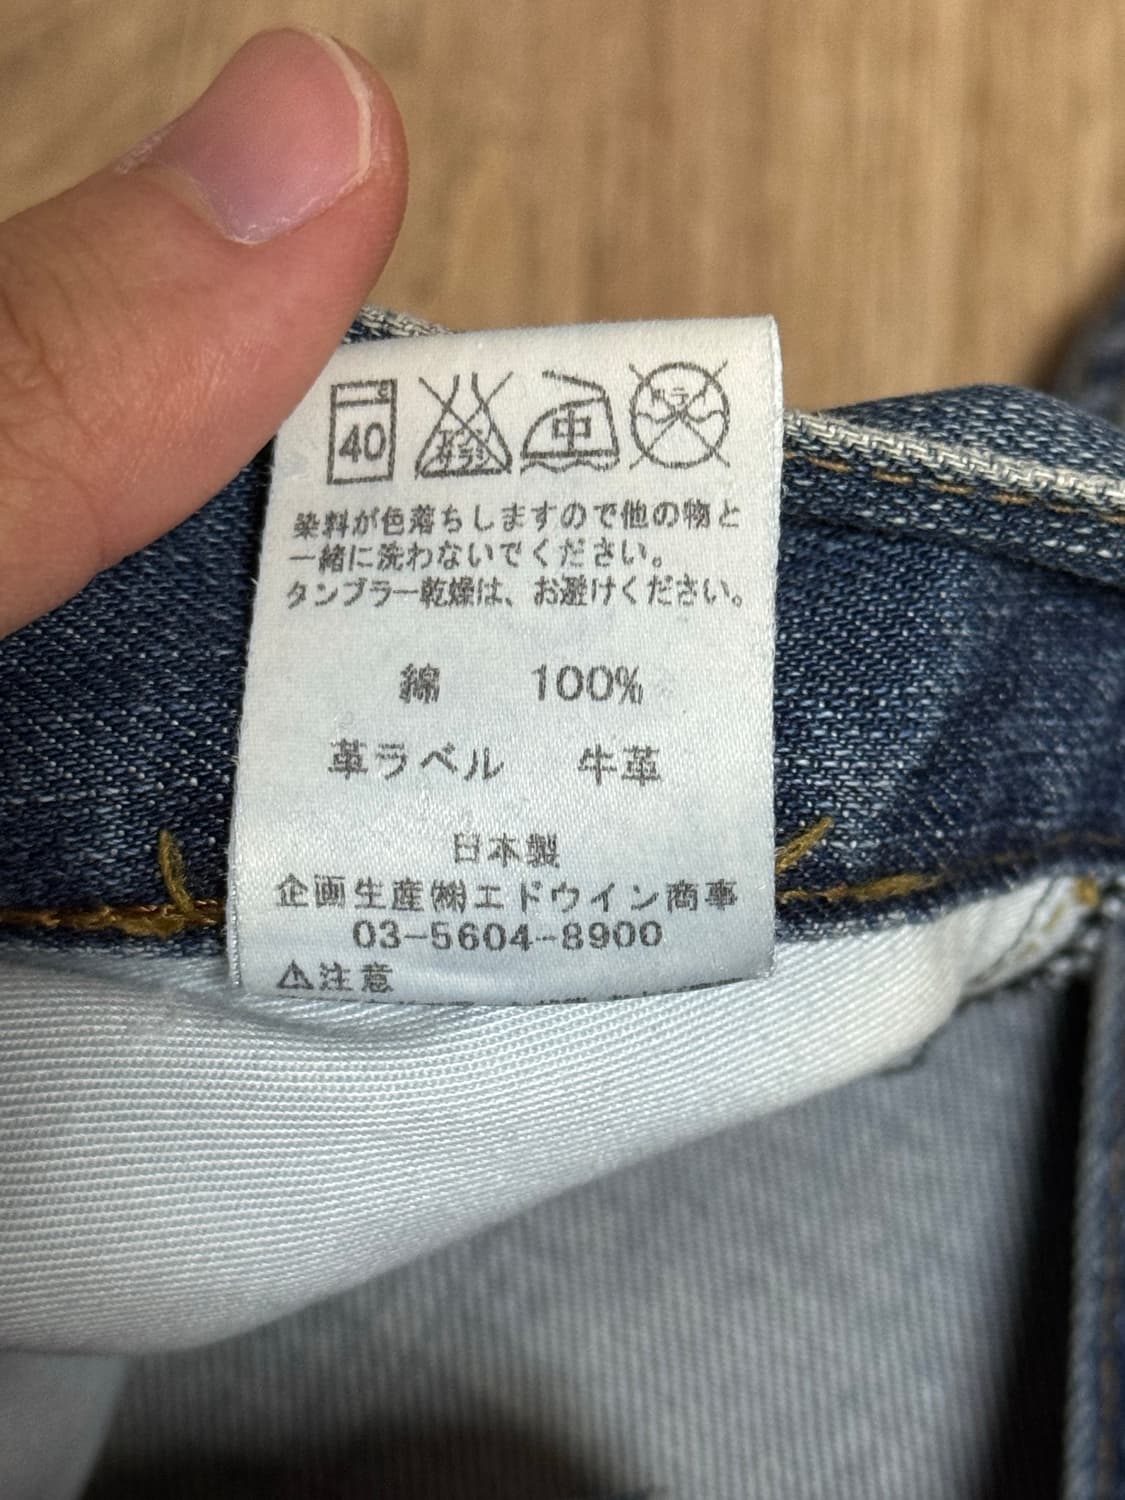 40 中
染料が色落ちしますので他の物と
一緒に洗わないでください。
タンブラー乾燥は、お避けください。
綿 100%
革ラベル 牛革
日本製
企画生産㈱エドウイン商事
03-5604-8900
⚠注意